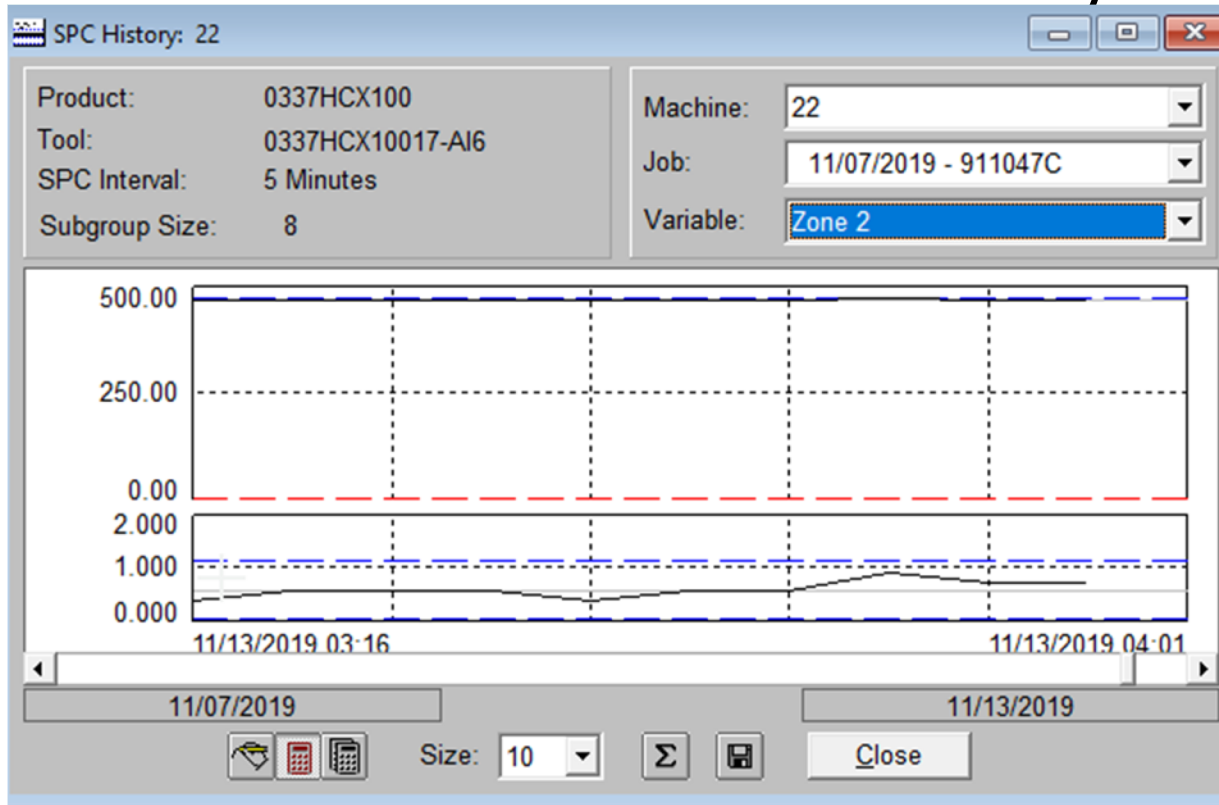 SPC History: 22
Product: 0337HCX100
Tool: 0337HCX10017-AI6
SPC Interval: 5 Minutes
Subgroup Size: 8
Machine: 22
Job: 11/07/2019 - 911047C
Variable: Zone 2
500.00
250.00
0.00
2.000
1.000
0.000
11/13/2019 03:16 11/13/2019 04:01
11/07/2019 11/13/2019
Size: 10 Σ Close